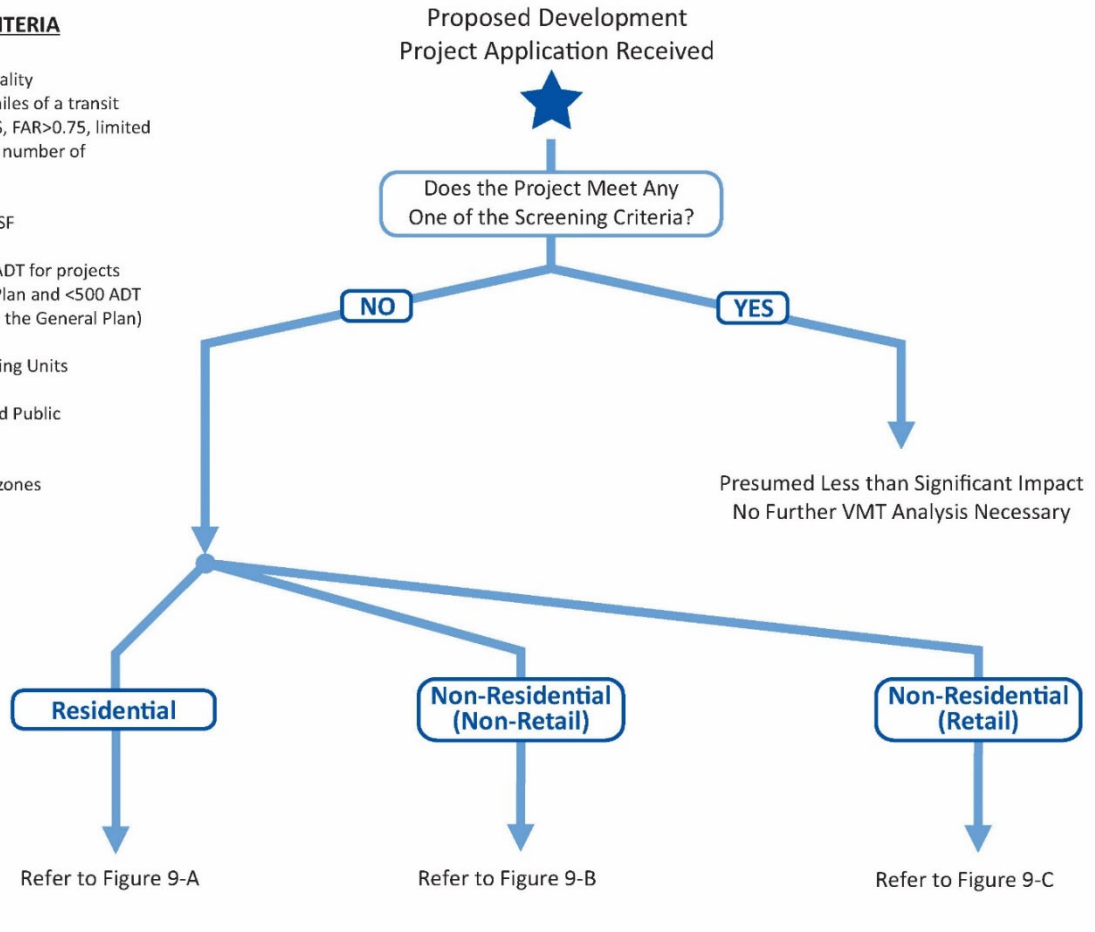 ITERIA
ality
niles of a transit
S, FAR>0.75, limited
number of
SF
ADT for projects
Plan and <500 ADT
the General Plan)
ing Units
d Public
zones
Proposed Development
Project Application Received
Does the Project Meet Any
One of the Screening Criteria?
NO
YES
Presumed Less than Significant Impact
No Further VMT Analysis Necessary
Residential
Non-Residential
(Non-Retail)
Non-Residential
(Retail)
Refer to Figure 9-A
Refer to Figure 9-B
Refer to Figure 9-C